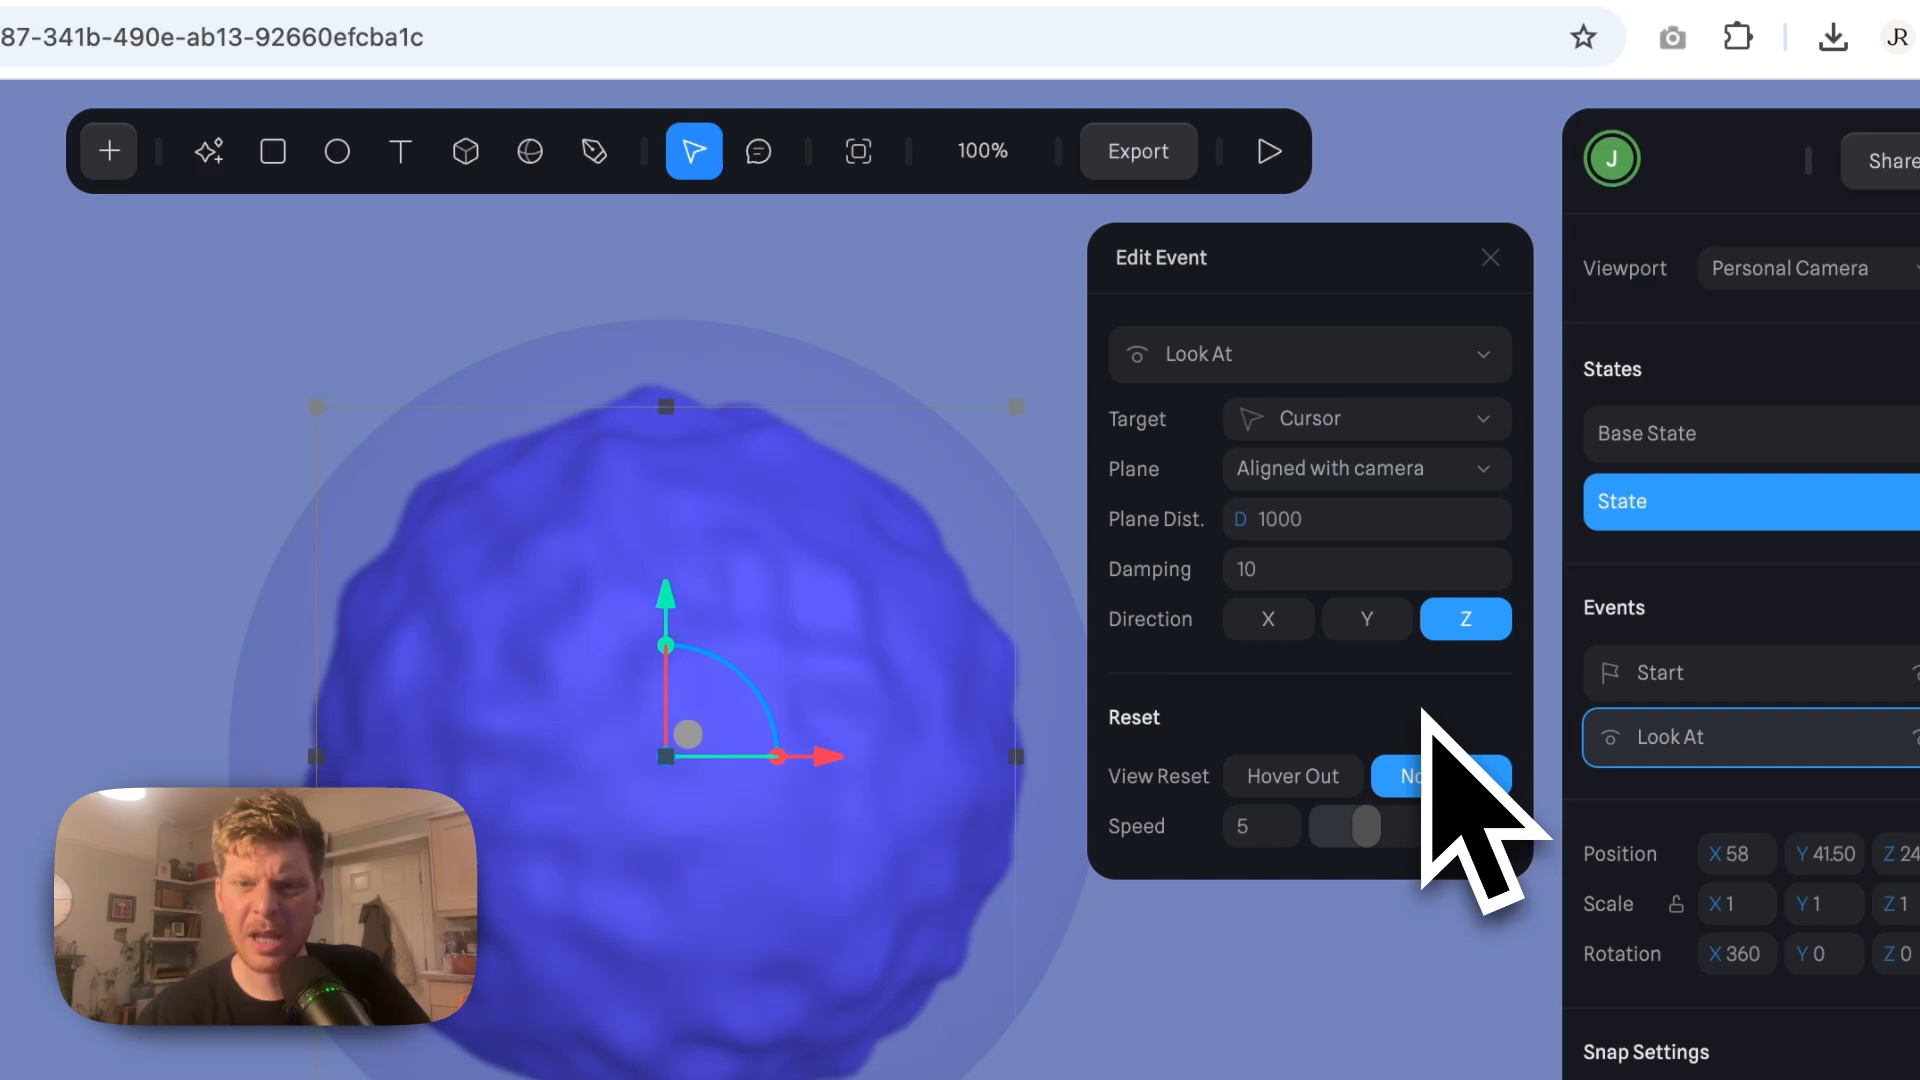 87-341b-490e-ab13-92660efcba1c
JR
T
100%
Export
J
Share
Edit Event
Viewport
Personal Camera
Look At
States
Target
Cursor
Base State
Plane
Aligned with camera
Plane Dist.
D 1000
State
Damping
10
Direction
X
Y
Z
Events
Start
Reset
Look At
View Reset
Hover Out
Speed
5
Position
X 58
Y 41.50
Z 24
Scale
X 1
Y 1
Z 1
Rotation
X 360
Y 0
Z 0
Snap Settings